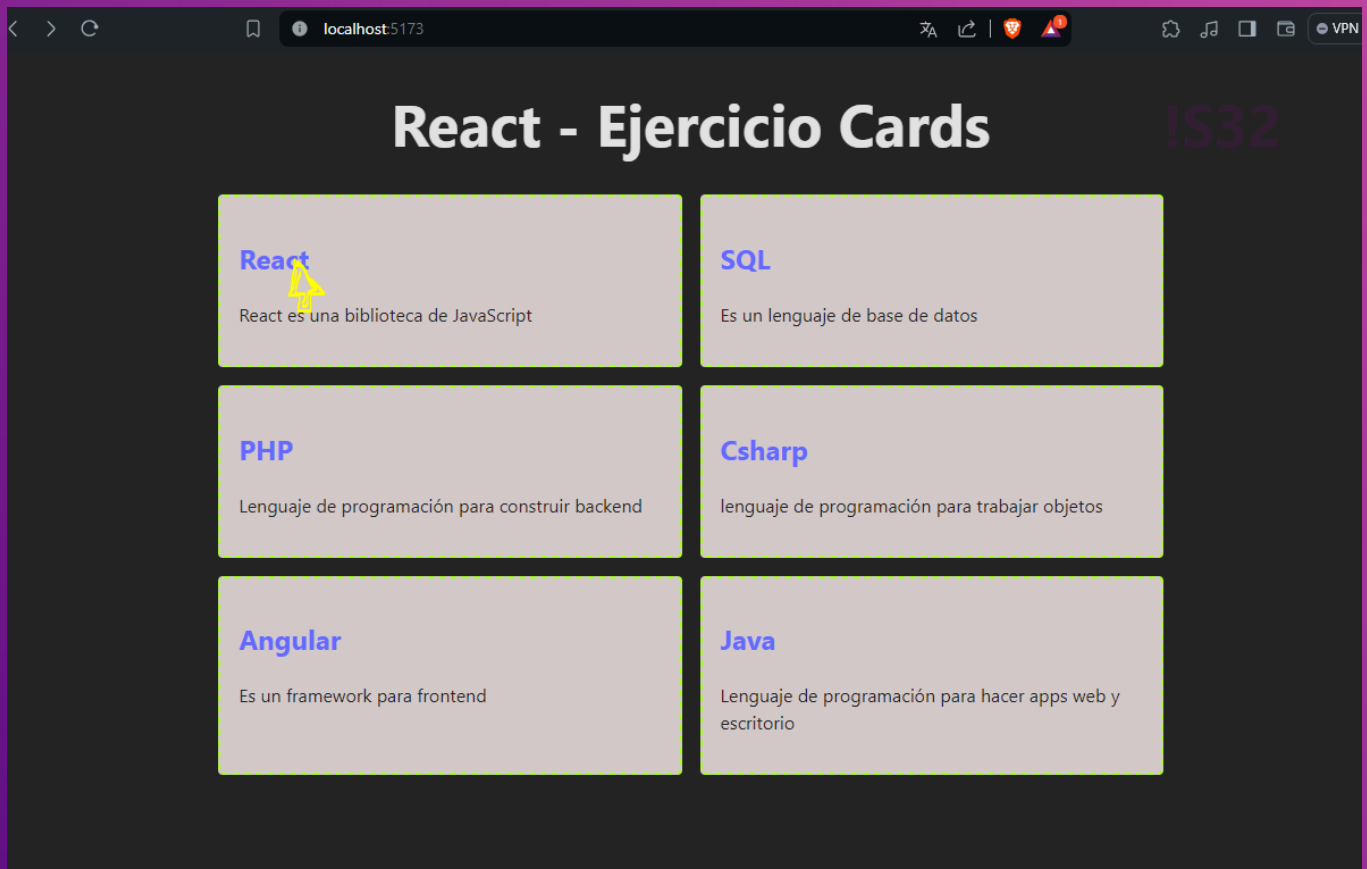 localhost:5173
1
VPN
React - Ejercicio Cards
!S32
React
React es una biblioteca de JavaScript
SQL
Es un lenguaje de base de datos
PHP
Lenguaje de programación para construir backend
Csharp
lenguaje de programación para trabajar objetos
Angular
Es un framework para frontend
Java
Lenguaje de programación para hacer apps web y
escritorio